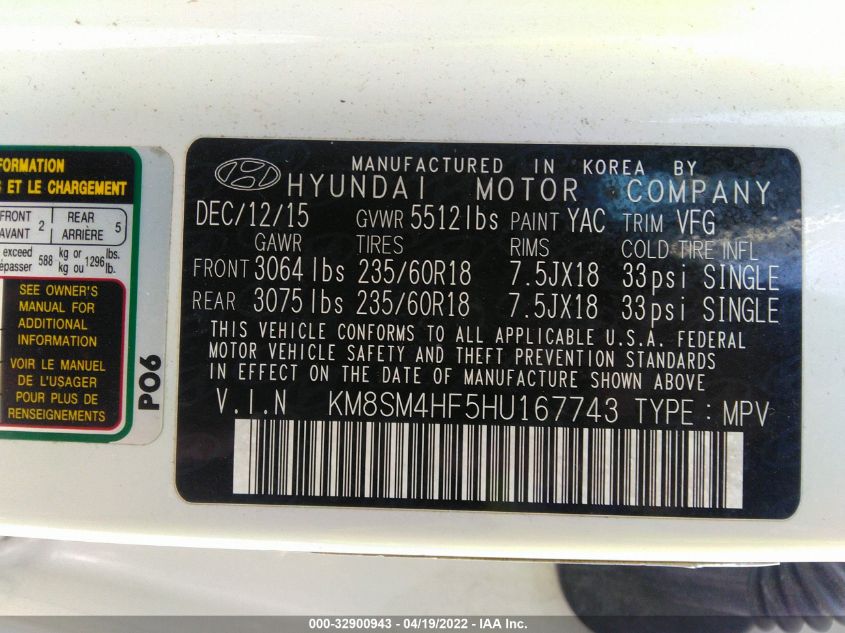 FORMATION
S ET LE CHARGEMENT
FRONT
AVANT 2 REAR
ARRIÈRE 5
exceed
dépasser 588 kg or
kg ou 1296 lbs.
lb.
SEE OWNER'S
MANUAL FOR
ADDITIONAL
INFORMATION
VOIR LE MANUEL
DE L'USAGER
POUR PLUS DE
RENSEIGNEMENTS
PO6
MANUFACTURED IN KOREA BY
HYUNDAI MOTOR COMPANY
DEC/12/15 GVWR 5512lbs PAINT YAC TRIM VFG
GAWR TIRES RIMS COLD TIRE INFL
FRONT 3064 lbs 235/60R18 7.5JX18 33psi SINGLE
REAR 3075 lbs 235/60R18 7.5JX18 33psi SINGLE
THIS VEHICLE CONFORMS TO ALL APPLICABLE U.S.A. FEDERAL
MOTOR VEHICLE SAFETY AND THEFT PREVENTION STANDARDS
IN EFFECT ON THE DATE OF MANUFACTURE SHOWN ABOVE
V.I.N KM8SM4HF5HU167743 TYPE : MPV
000-32900943 - 04/19/2022 - IAA Inc.